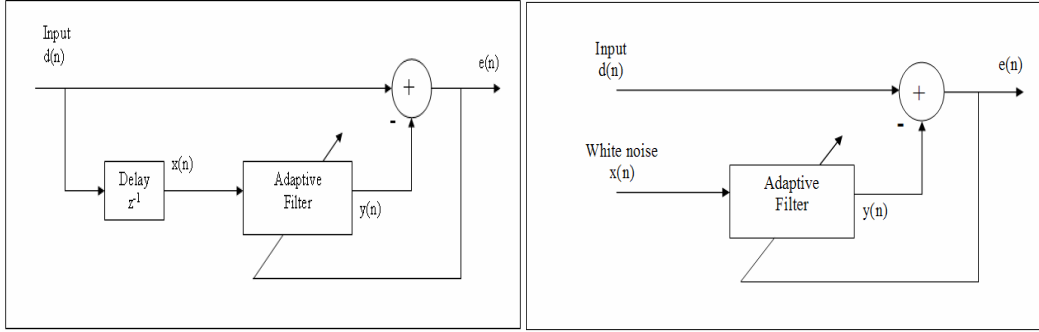 Input
d(n)
e(n)
+
-
x(n)
Delay
z⁻¹
Adaptive
Filter
y(n)
Input
d(n)
e(n)
+
-
White noise
x(n)
Adaptive
Filter
y(n)